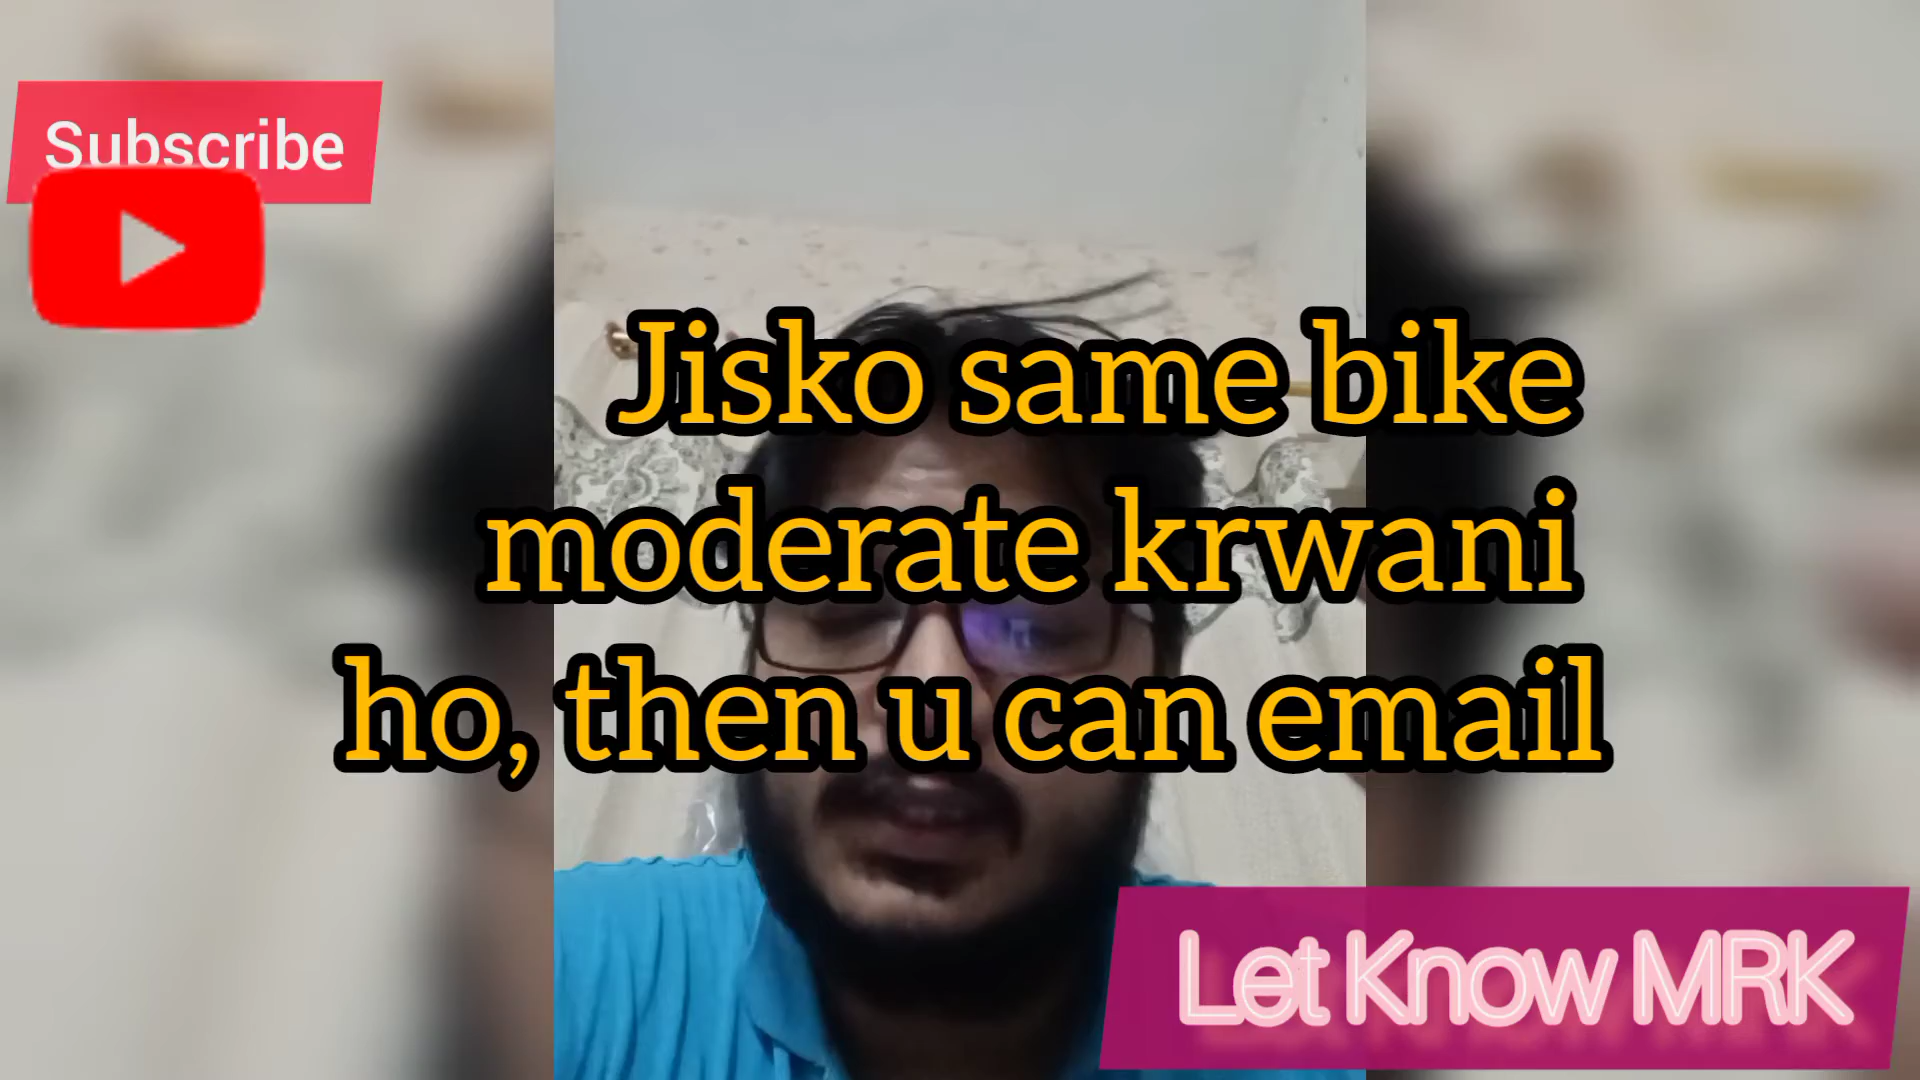 Subscribe
Jisko same bike
moderate krwani
ho, then u can email
Let Know MRK